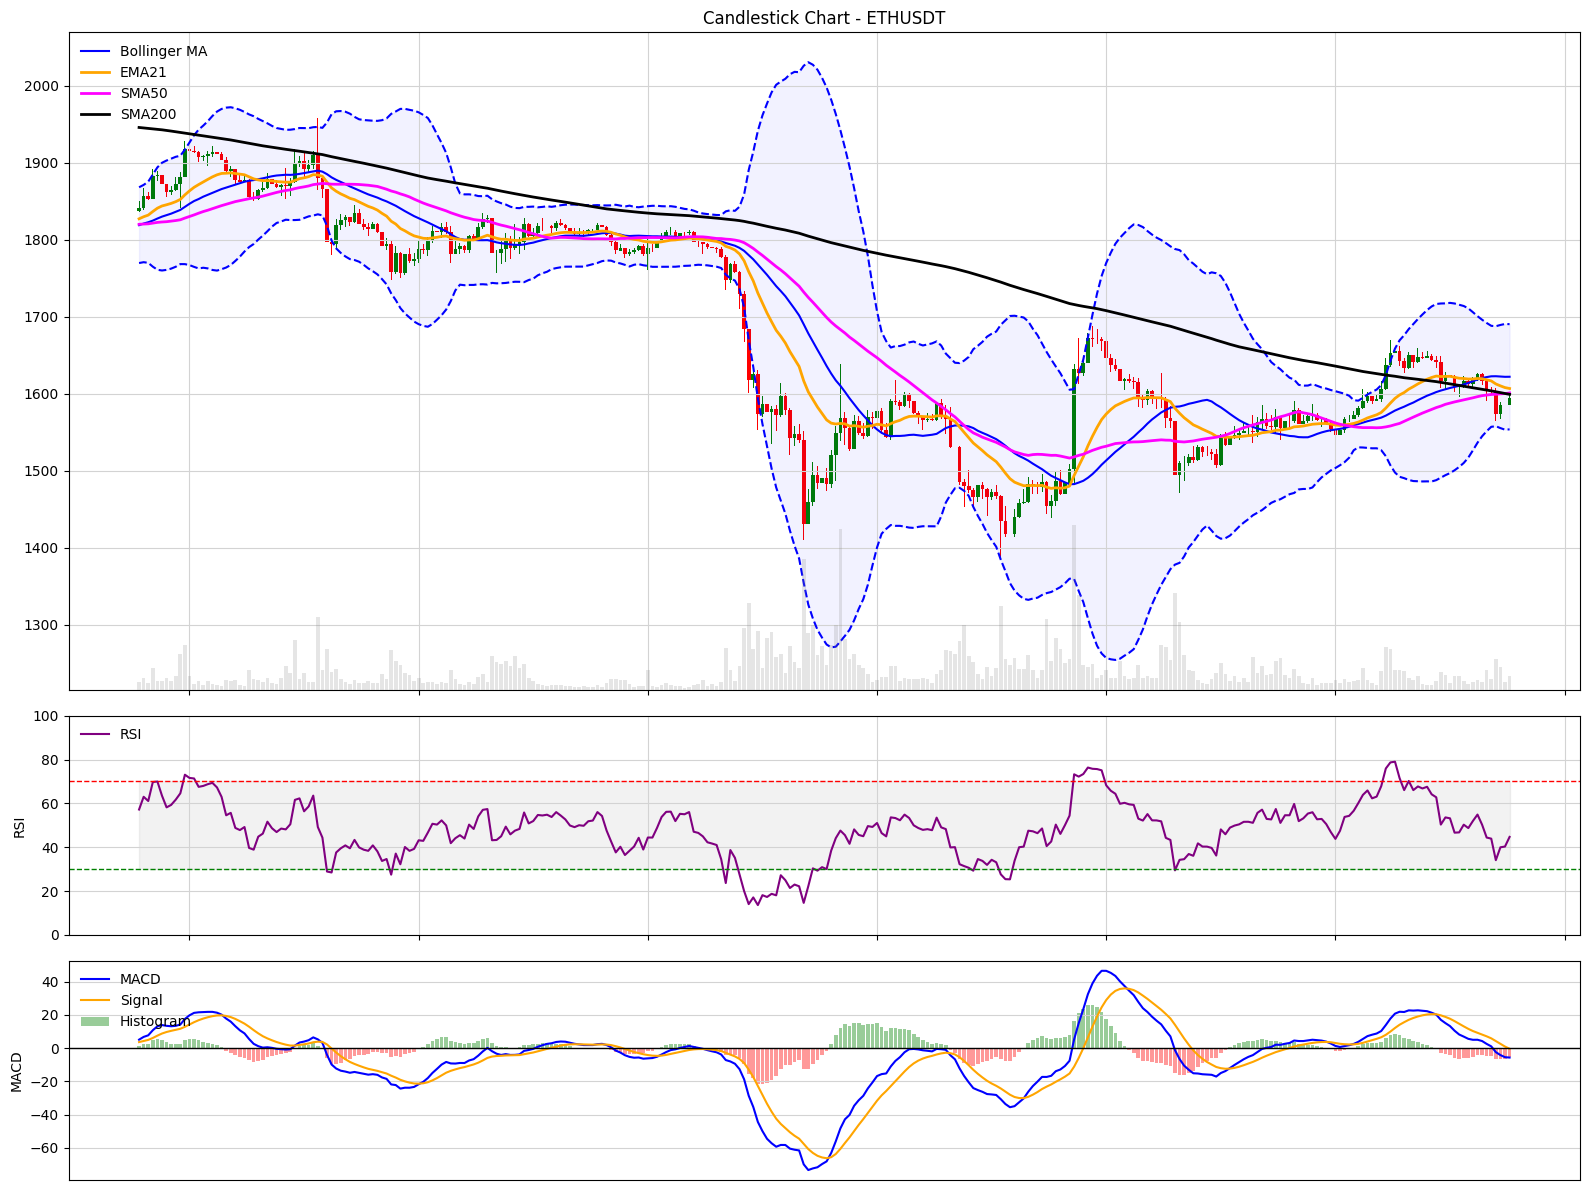 Candlestick Chart - ETHUSDT
Bollinger MA
EMA21
SMA50
SMA200
2000
1900
1800
1700
1600
1500
1400
1300
RSI
100
80
60
40
20
0
RSI
MACD
Signal
Histogram
40
20
0
−20
−40
−60
MACD